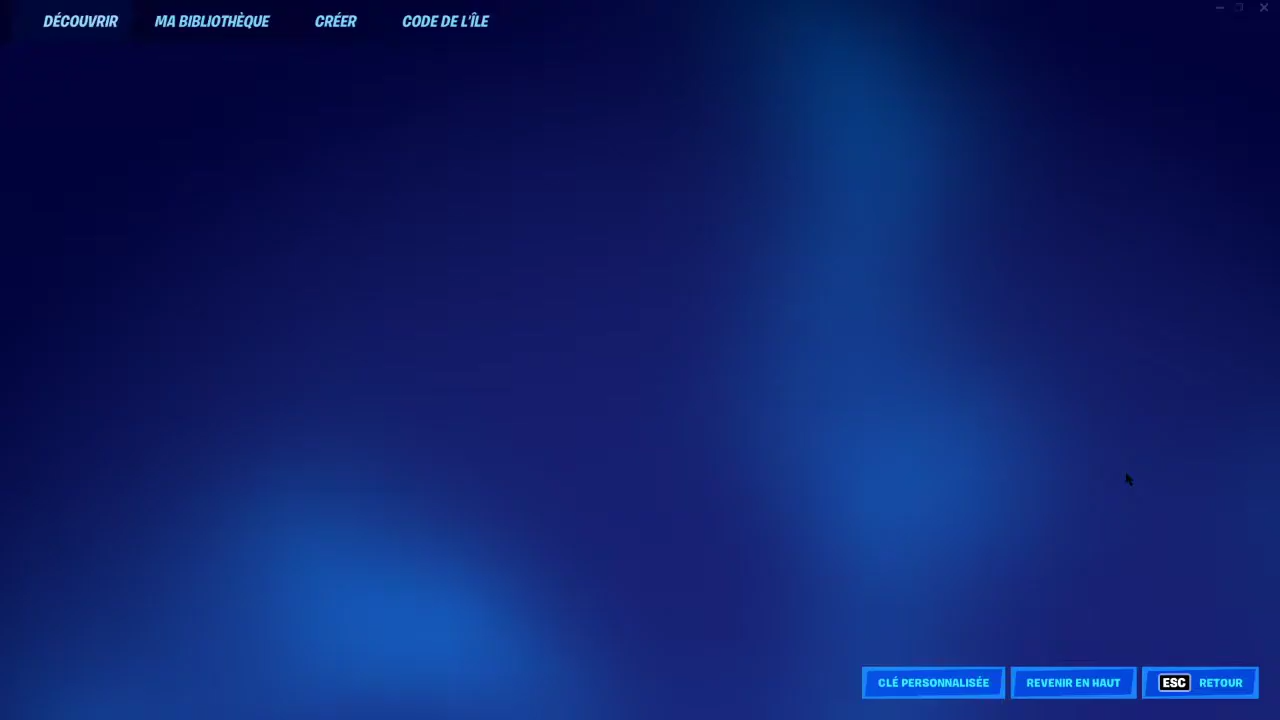 DÉCOUVRIR MA BIBLIOTHÈQUE CRÉER CODE DE L'ÎLE
CLÉ PERSONNALISÉE REVENIR EN HAUT ESC RETOUR